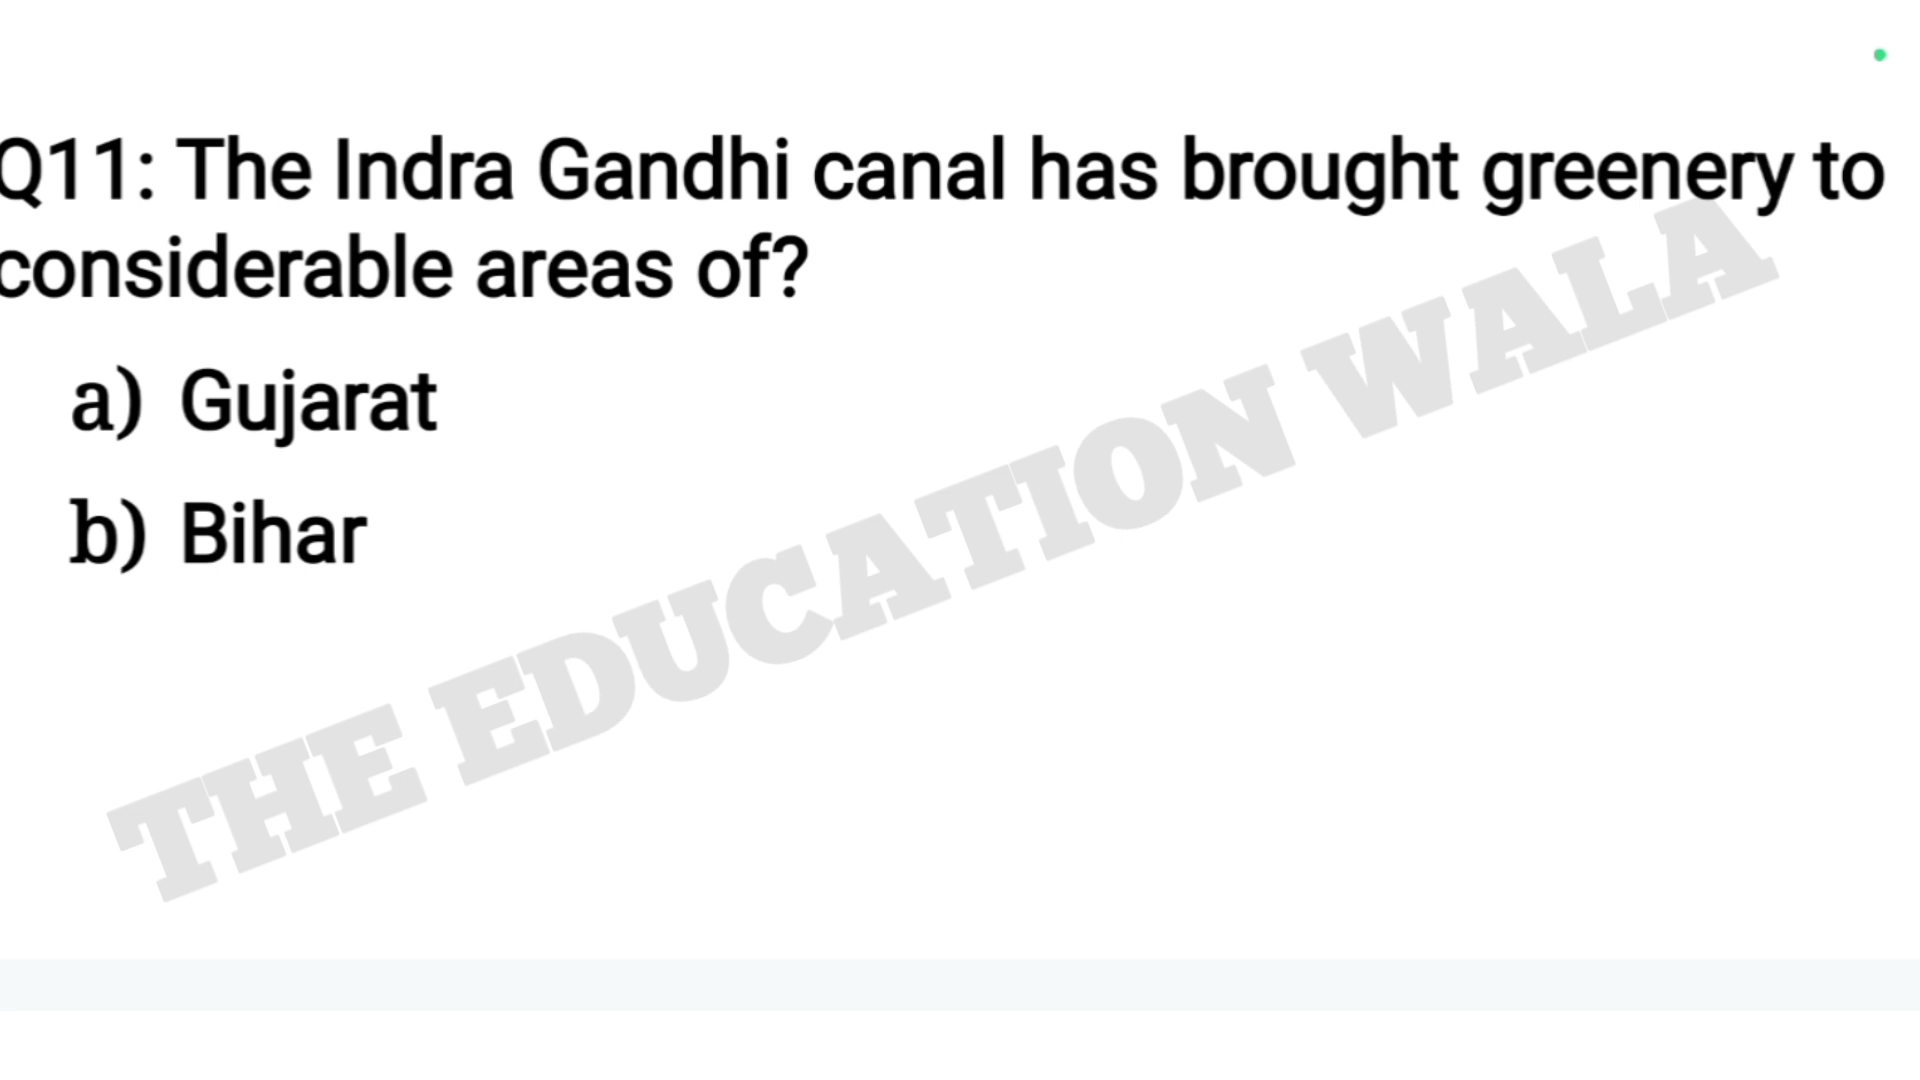 Q11: The Indra Gandhi canal has brought greenery to
considerable areas of?
a) Gujarat
b) Bihar
THE EDUCATION WALA